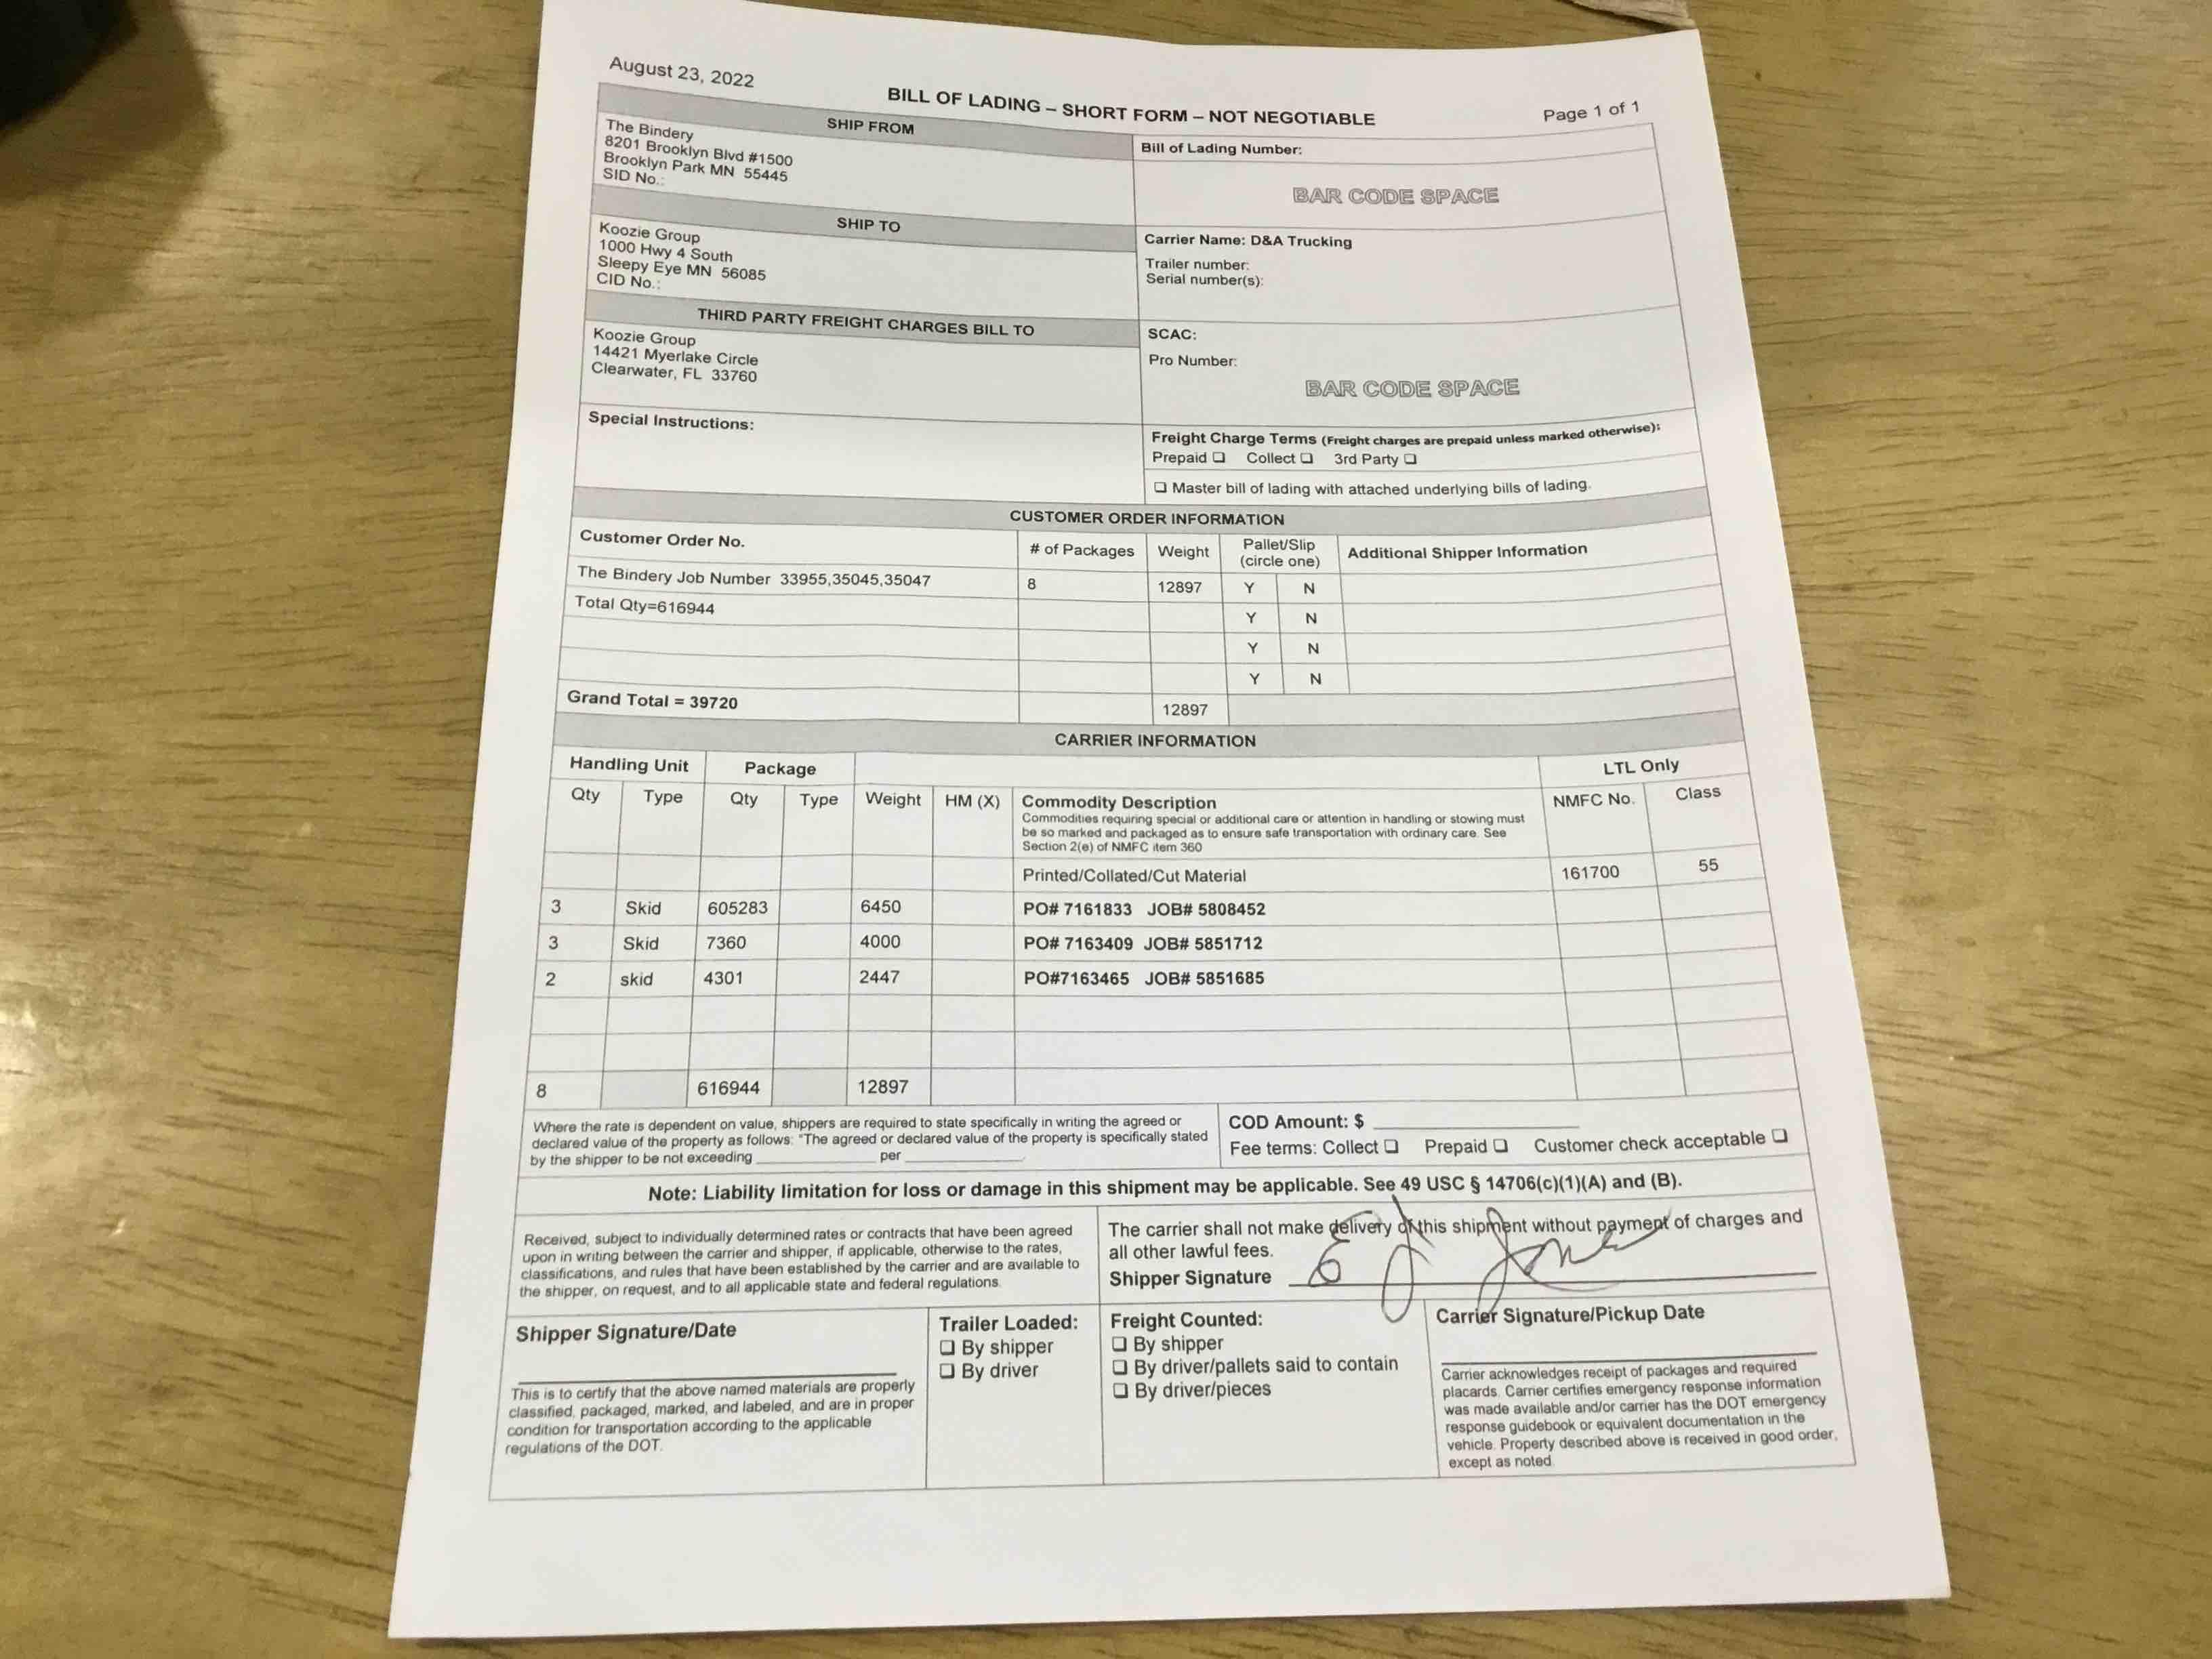 August 23, 2022
BILL OF LADING – SHORT FORM – NOT NEGOTIABLE
Page 1 of 1
SHIP FROM
The Bindery
8201 Brooklyn Blvd #1500
Brooklyn Park MN 55445
SID No.:
Bill of Lading Number:
BAR CODE SPACE
SHIP TO
Koozie Group
1000 Hwy 4 South
Sleepy Eye MN 56085
CID No.:
Carrier Name: D&A Trucking
Trailer number:
Serial number(s):
THIRD PARTY FREIGHT CHARGES BILL TO
Koozie Group
14421 Myerlake Circle
Clearwater, FL 33760
SCAC:
Pro Number:
BAR CODE SPACE
Special Instructions:
Freight Charge Terms (Freight charges are prepaid unless marked otherwise):
Prepaid ❑ Collect ❑ 3rd Party ❑
❑ Master bill of lading with attached underlying bills of lading.
CUSTOMER ORDER INFORMATION
Customer Order No. # of Packages Weight Pallet/Slip (circle one) Additional Shipper Information
The Bindery Job Number 33955,35045,35047 8 12897 Y N
Total Qty=616944 Y N
Y N
Y N
Grand Total = 39720 12897
CARRIER INFORMATION
Handling Unit Package LTL Only
Qty Type Qty Type Weight HM (X) Commodity Description NMFC No. Class
Commodities requiring special or additional care or attention in handling or stowing must
be so marked and packaged as to ensure safe transportation with ordinary care. See
Section 2(e) of NMFC item 360
Printed/Collated/Cut Material 161700 55
3 Skid 605283 6450 PO# 7161833 JOB# 5808452
3 Skid 7360 4000 PO# 7163409 JOB# 5851712
2 skid 4301 2447 PO#7163465 JOB# 5851685
8 616944 12897
Where the rate is dependent on value, shippers are required to state specifically in writing the agreed or
declared value of the property as follows: "The agreed or declared value of the property is specifically stated
by the shipper to be not exceeding ______ per ______.
COD Amount: $ ______
Fee terms: Collect ❑ Prepaid ❑ Customer check acceptable ❑
Note: Liability limitation for loss or damage in this shipment may be applicable. See 49 USC § 14706(c)(1)(A) and (B).
Received, subject to individually determined rates or contracts that have been agreed
upon in writing between the carrier and shipper, if applicable, otherwise to the rates,
classifications, and rules that have been established by the carrier and are available to
the shipper, on request, and to all applicable state and federal regulations.
The carrier shall not make delivery of this shipment without payment of charges and
all other lawful fees.
Shipper Signature
Shipper Signature/Date
This is to certify that the above named materials are properly
classified, packaged, marked, and labeled, and are in proper
condition for transportation according to the applicable
regulations of the DOT.
Trailer Loaded:
❑ By shipper
❑ By driver
Freight Counted:
❑ By shipper
❑ By driver/pallets said to contain
❑ By driver/pieces
Carrier Signature/Pickup Date
Carrier acknowledges receipt of packages and required
placards. Carrier certifies emergency response information
was made available and/or carrier has the DOT emergency
response guidebook or equivalent documentation in the
vehicle. Property described above is received in good order,
except as noted.